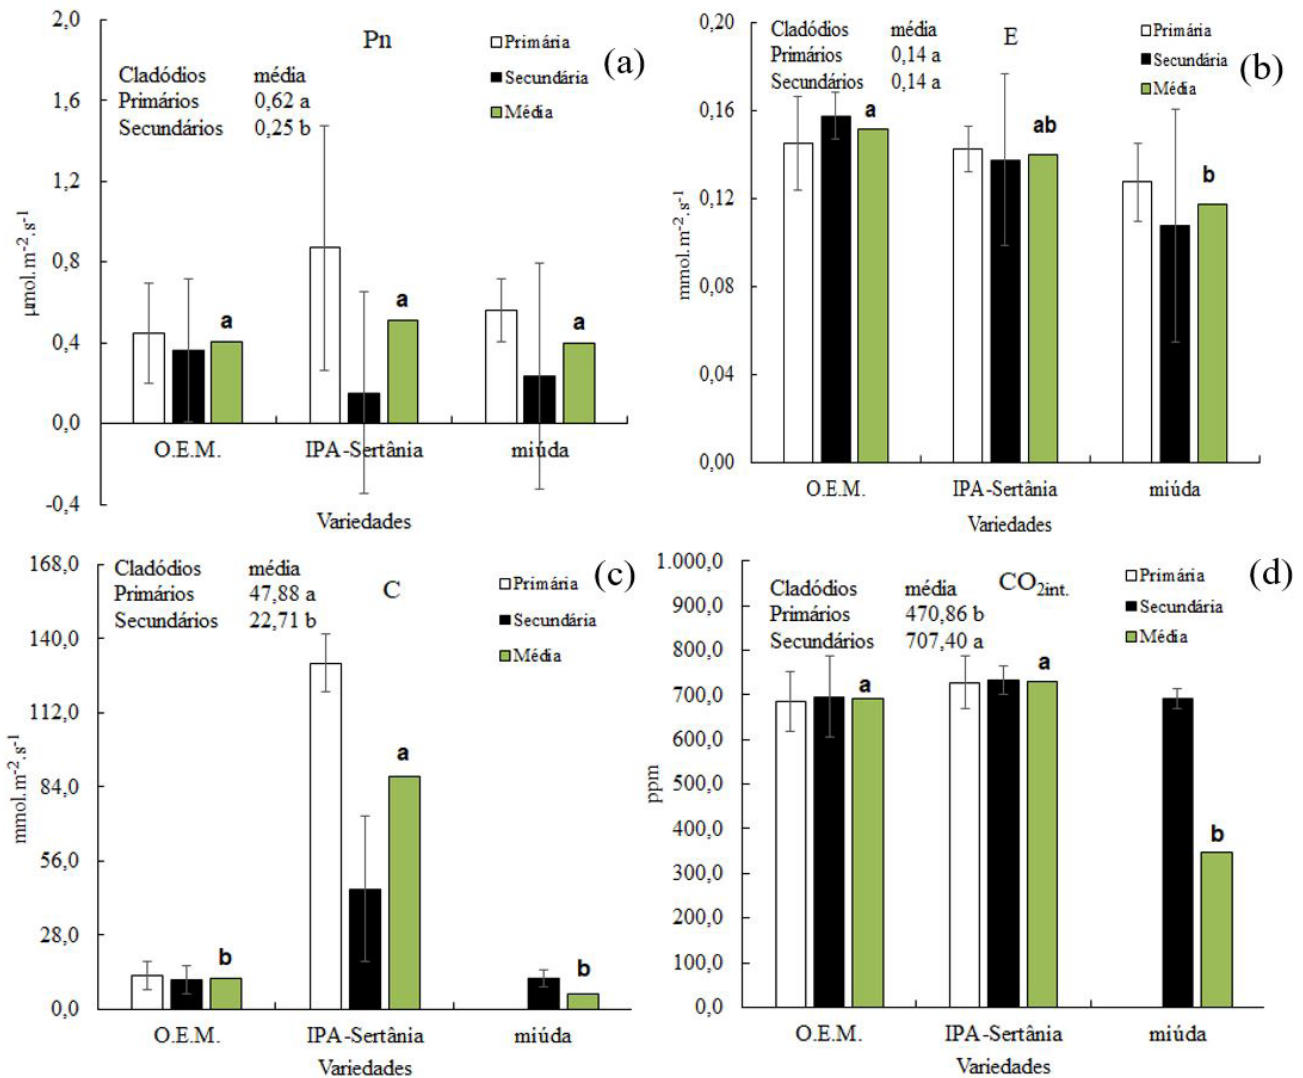 2,0
Pn
Primária
(a)
Cladódios média
Primários 0,62 a
Secundários 0,25 b
Secundária
Média
1,6
1,2
0,8
0,4
0,0
-0,4
µmol.m-2.s-1
a
a
a
O.E.M. IPA-Sertânia miúda
Variedades
0,20
Cladódios média
Primários 0,14 a
Secundários 0,14 a
E
Primária
Secundária
Média
(b)
0,16
0,12
0,08
0,04
0,00
mmol.m-2.s-1
a
ab
b
O.E.M. IPA-Sertânia miúda
Variedades
168,0
Cladódios média
Primários 47,88 a
Secundários 22,71 b
C
Primária
Secundária
Média
(c)
140,0
112,0
84,0
56,0
28,0
0,0
mmol.m-2.s-1
b
a
b
O.E.M. IPA-Sertânia miúda
Variedades
1.000,0
Cladódios média
Primários 470,86 b
Secundários 707,40 a
CO2int.
Primária
Secundária
Média
(d)
900,0
800,0
700,0
600,0
500,0
400,0
300,0
200,0
100,0
0,0
ppm
a
a
b
O.E.M. IPA-Sertânia miúda
Variedades